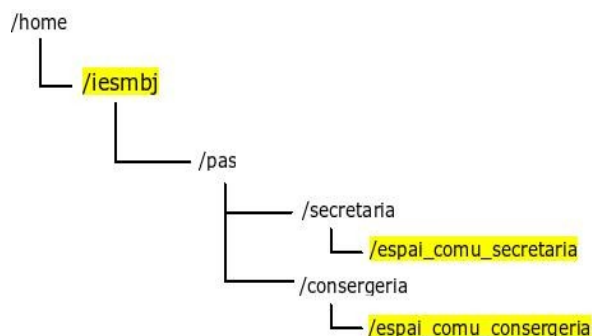 /home
/iesmbj
/pas
/secretaria
/espai_comu_secretaria
/consergeria
/espai_comu_consergeria